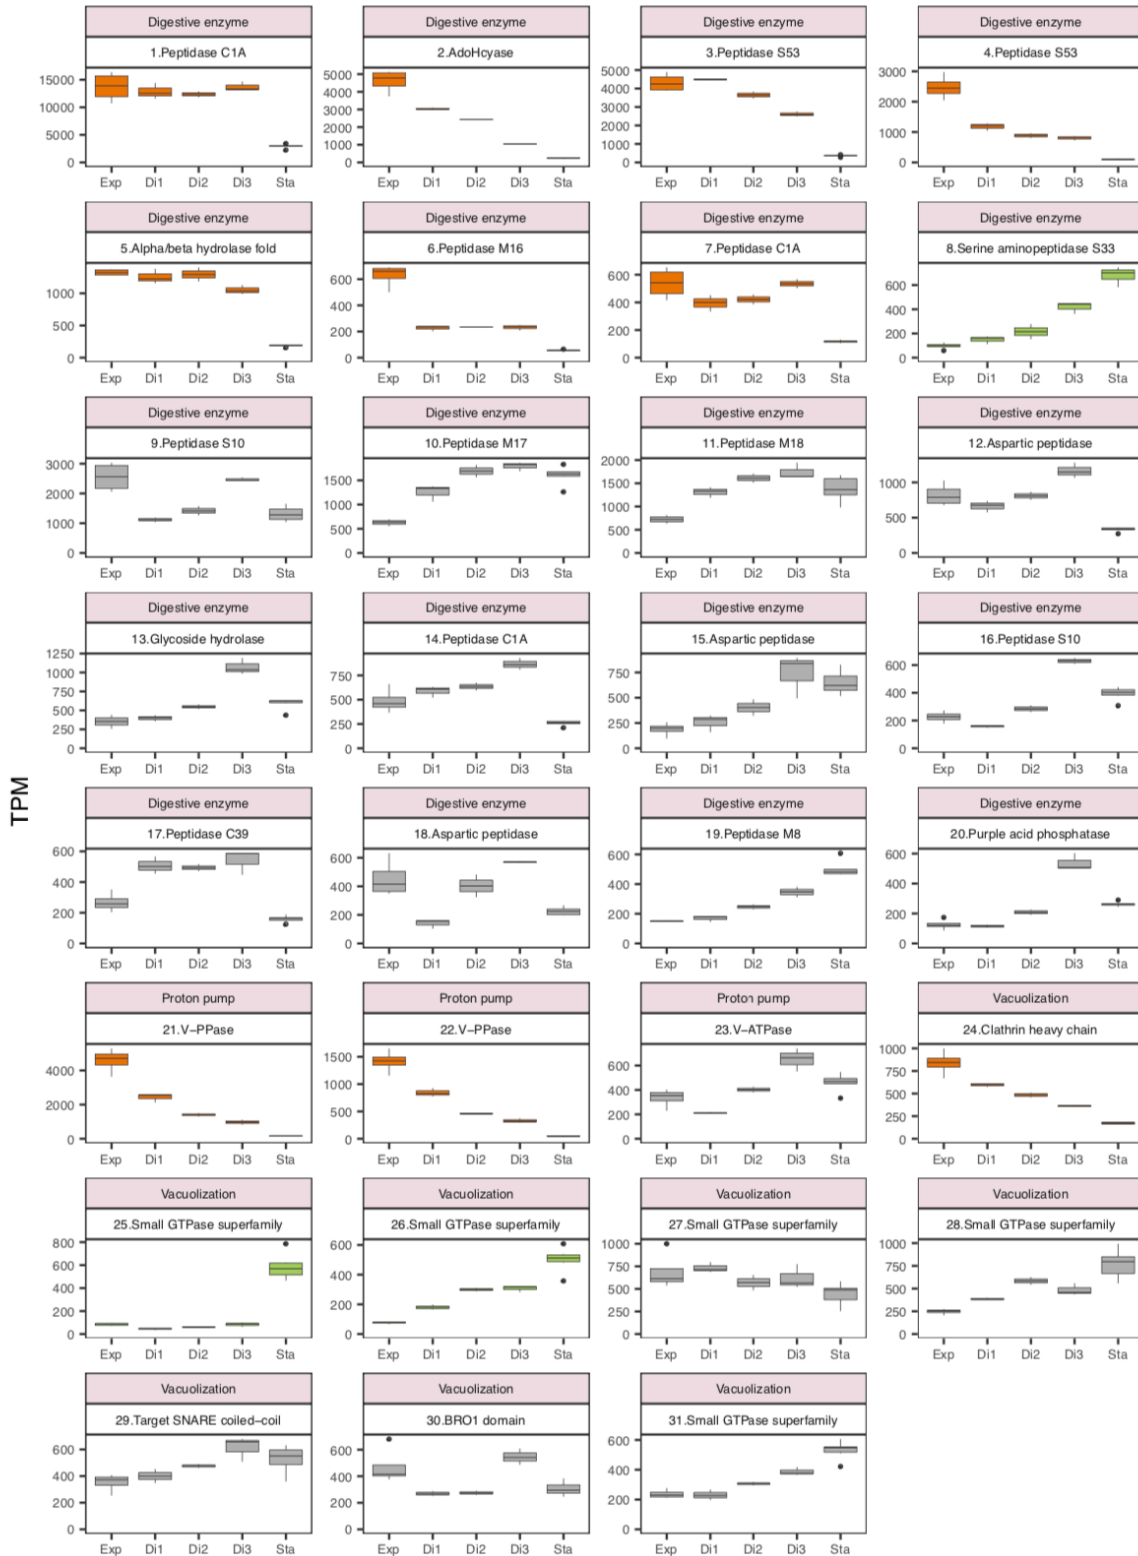 TPM
Digestive enzyme
1.Peptidase C1A
15000
10000
5000
0
Exp Di1 Di2 Di3 Sta
Digestive enzyme
2.AdoHcyase
5000
4000
3000
2000
1000
0
Exp Di1 Di2 Di3 Sta
Digestive enzyme
3.Peptidase S53
5000
4000
3000
2000
1000
0
Exp Di1 Di2 Di3 Sta
Digestive enzyme
4.Peptidase S53
3000
2000
1000
0
Exp Di1 Di2 Di3 Sta
Digestive enzyme
5.Alpha/beta hydrolase fold
1000
500
0
Exp Di1 Di2 Di3 Sta
Digestive enzyme
6.Peptidase M16
600
400
200
0
Exp Di1 Di2 Di3 Sta
Digestive enzyme
7.Peptidase C1A
600
400
200
0
Exp Di1 Di2 Di3 Sta
Digestive enzyme
8.Serine aminopeptidase S33
600
400
200
0
Exp Di1 Di2 Di3 Sta
Digestive enzyme
9.Peptidase S10
3000
2000
1000
0
Exp Di1 Di2 Di3 Sta
Digestive enzyme
10.Peptidase M17
1500
1000
500
0
Exp Di1 Di2 Di3 Sta
Digestive enzyme
11.Peptidase M18
2000
1500
1000
500
0
Exp Di1 Di2 Di3 Sta
Digestive enzyme
12.Aspartic peptidase
1000
500
0
Exp Di1 Di2 Di3 Sta
Digestive enzyme
13.Glycoside hydrolase
1250
1000
750
500
250
0
Exp Di1 Di2 Di3 Sta
Digestive enzyme
14.Peptidase C1A
750
500
250
0
Exp Di1 Di2 Di3 Sta
Digestive enzyme
15.Aspartic peptidase
750
500
250
0
Exp Di1 Di2 Di3 Sta
Digestive enzyme
16.Peptidase S10
600
400
200
0
Exp Di1 Di2 Di3 Sta
Digestive enzyme
17.Peptidase C39
600
400
200
0
Exp Di1 Di2 Di3 Sta
Digestive enzyme
18.Aspartic peptidase
600
400
200
0
Exp Di1 Di2 Di3 Sta
Digestive enzyme
19.Peptidase M8
600
400
200
0
Exp Di1 Di2 Di3 Sta
Digestive enzyme
20.Purple acid phosphatase
600
400
200
0
Exp Di1 Di2 Di3 Sta
Proton pump
21.V−PPase
4000
2000
0
Exp Di1 Di2 Di3 Sta
Proton pump
22.V−PPase
1500
1000
500
0
Exp Di1 Di2 Di3 Sta
Proton pump
23.V−ATPase
600
400
200
0
Exp Di1 Di2 Di3 Sta
Vacuolization
24.Clathrin heavy chain
1000
750
500
250
0
Exp Di1 Di2 Di3 Sta
Vacuolization
25.Small GTPase superfamily
800
600
400
200
0
Exp Di1 Di2 Di3 Sta
Vacuolization
26.Small GTPase superfamily
600
400
200
0
Exp Di1 Di2 Di3 Sta
Vacuolization
27.Small GTPase superfamily
1000
750
500
250
0
Exp Di1 Di2 Di3 Sta
Vacuolization
28.Small GTPase superfamily
1000
750
500
250
0
Exp Di1 Di2 Di3 Sta
Vacuolization
29.Target SNARE coiled−coil
600
400
200
0
Exp Di1 Di2 Di3 Sta
Vacuolization
30.BRO1 domain
600
400
200
0
Exp Di1 Di2 Di3 Sta
Vacuolization
31.Small GTPase superfamily
600
400
200
0
Exp Di1 Di2 Di3 Sta